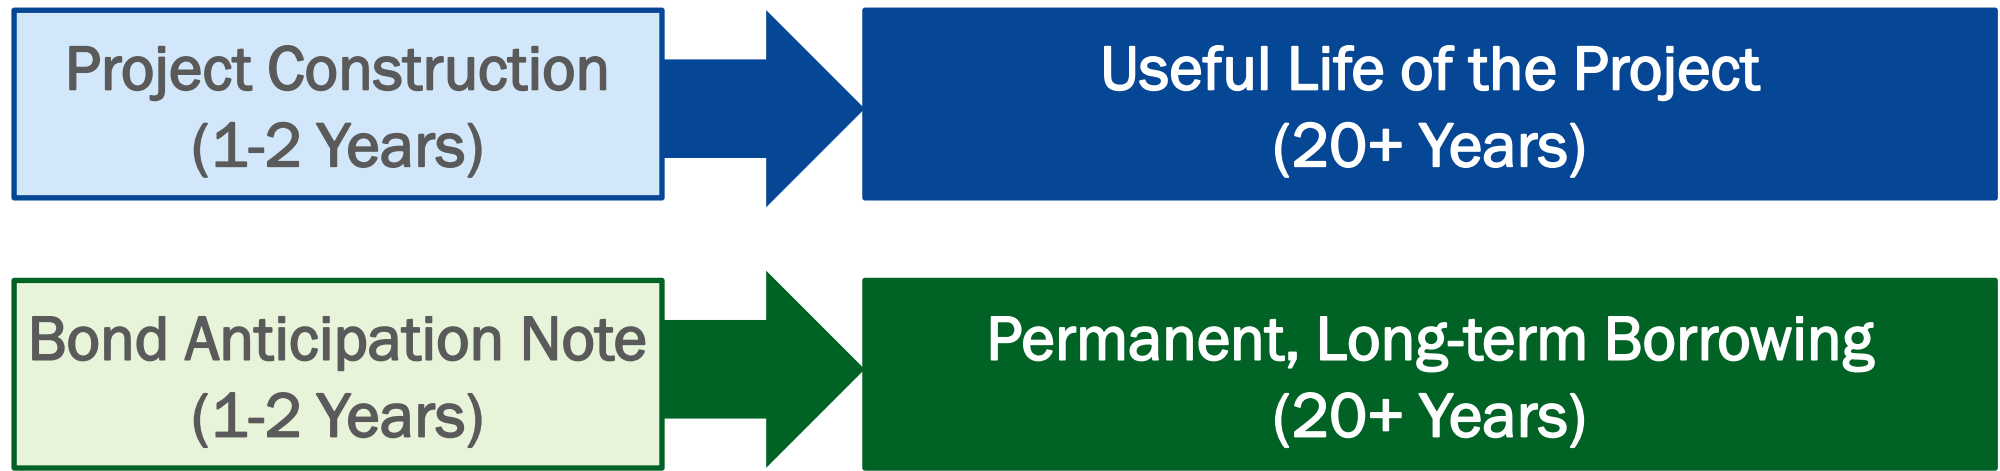 Project Construction
(1-2 Years)
Useful Life of the Project
(20+ Years)
Bond Anticipation Note
(1-2 Years)
Permanent, Long-term Borrowing
(20+ Years)